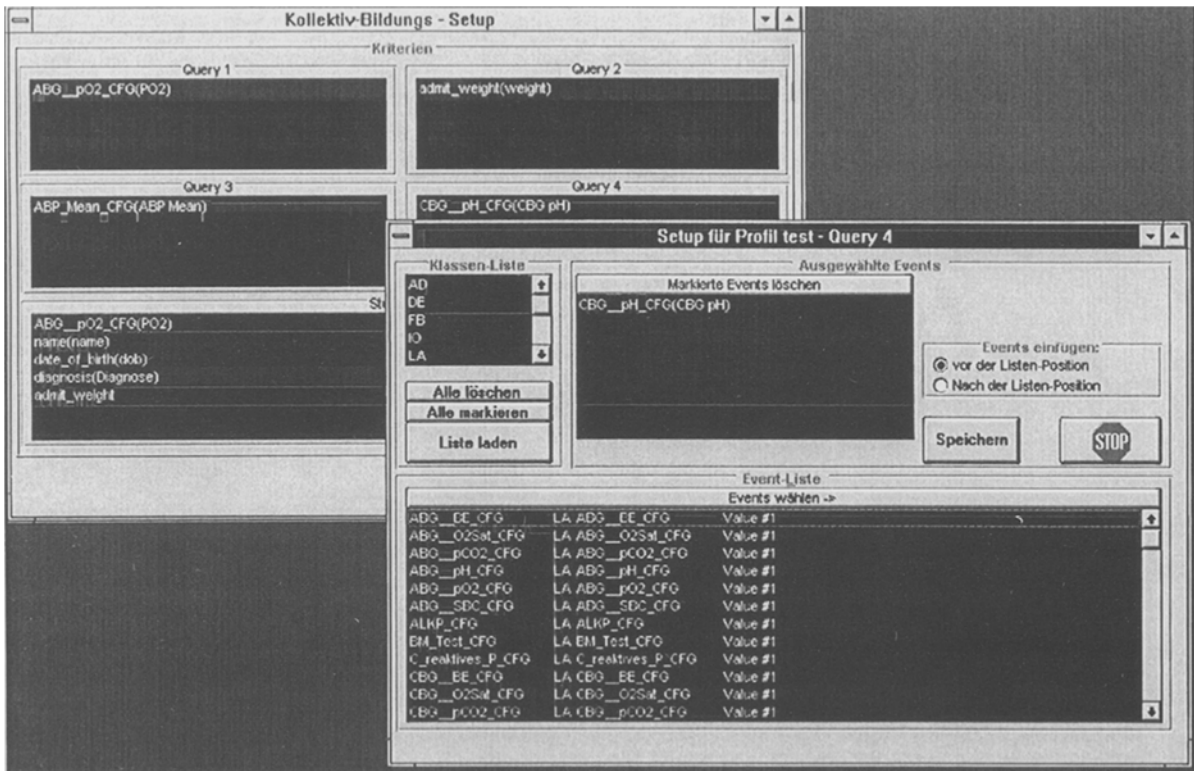 Kollektiv-Bildungs - Setup
Kriterien
Query 1
ABG__pO2_CFG(PO2)
Query 2
admit_weight(weight)
Query 3
ABP_Mean_CFG(ABP Mean)
Query 4
CBG__pH_CFG(CBG pH)
ABG__pO2_CFG(PO2)
name(name)
date_of_birth(dob)
diagnosis(Diagnose)
admit_weight
Setup für Profil test - Query 4
Klassen-Liste
AD
DE
FB
IO
LA
Alle löschen
Alle markieren
Liste laden
Ausgewählte Events
Markierte Events löschen
CBG__pH_CFG(CBG pH)
Events einfügen:
vor der Listen-Position
Nach der Listen-Position
Speichern
STOP
Event-Liste
Events wählen ->
ABG__BE_CFG LA ABG__BE_CFG Value #1
ABG__O2Sat_CFG LA ABG__O2Sat_CFG Value #1
ABG__pCO2_CFG LA ABG__pCO2_CFG Value #1
ABG__pH_CFG LA ABG__pH_CFG Value #1
ABG__pO2_CFG LA ABG__pO2_CFG Value #1
ABG__SBC_CFG LA ABG__SBC_CFG Value #1
ALKP_CFG LA ALKP_CFG Value #1
BM_Test_CFG LA BM_Test_CFG Value #1
C_reaktives_P_CFG LA C_reaktives_P_CFG Value #1
CBG__BE_CFG LA CBG__BE_CFG Value #1
CBG__O2Sat_CFG LA CBG__O2Sat_CFG Value #1
CBG__pCO2_CFG LA CBG__pCO2_CFG Value #1